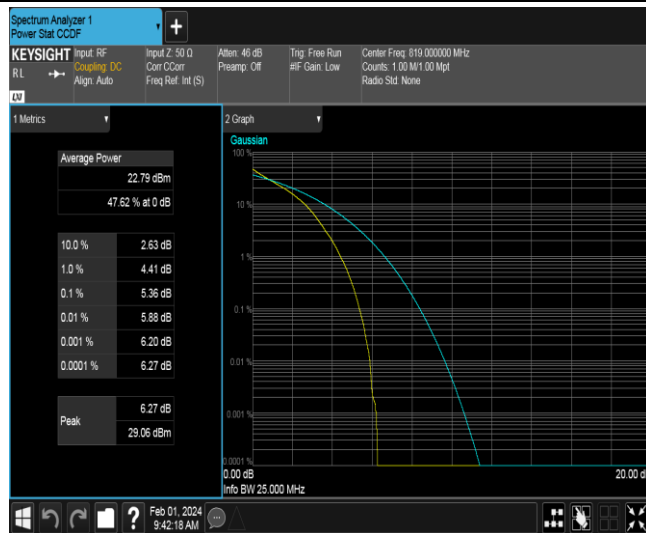 Spectrum Analyzer 1
Power Stat CCDF
KEYSIGHT
RL
Input: RF
Coupling: DC
Align: Auto
Input Z: 50 Ω
Corr CCorr
Freq Ref: Int (S)
Atten: 46 dB
Preamp: Off
Trig: Free Run
#IF Gain: Low
Center Freq: 819.000000 MHz
Counts: 1.00 M/1.00 Mpt
Radio Std: None
1 Metrics
Average Power
22.79 dBm
47.62 % at 0 dB
10.0 % 2.63 dB
1.0 % 4.41 dB
0.1 % 5.36 dB
0.01 % 5.88 dB
0.001 % 6.20 dB
0.0001 % 6.27 dB
Peak
6.27 dB
29.06 dBm
2 Graph
Gaussian
100 %
10 %
1 %
0.1 %
0.01 %
0.001 %
0.0001 %
0.00 dB
20.00 d
Info BW 25.000 MHz
?
Feb 01, 2024
9:42:18 AM